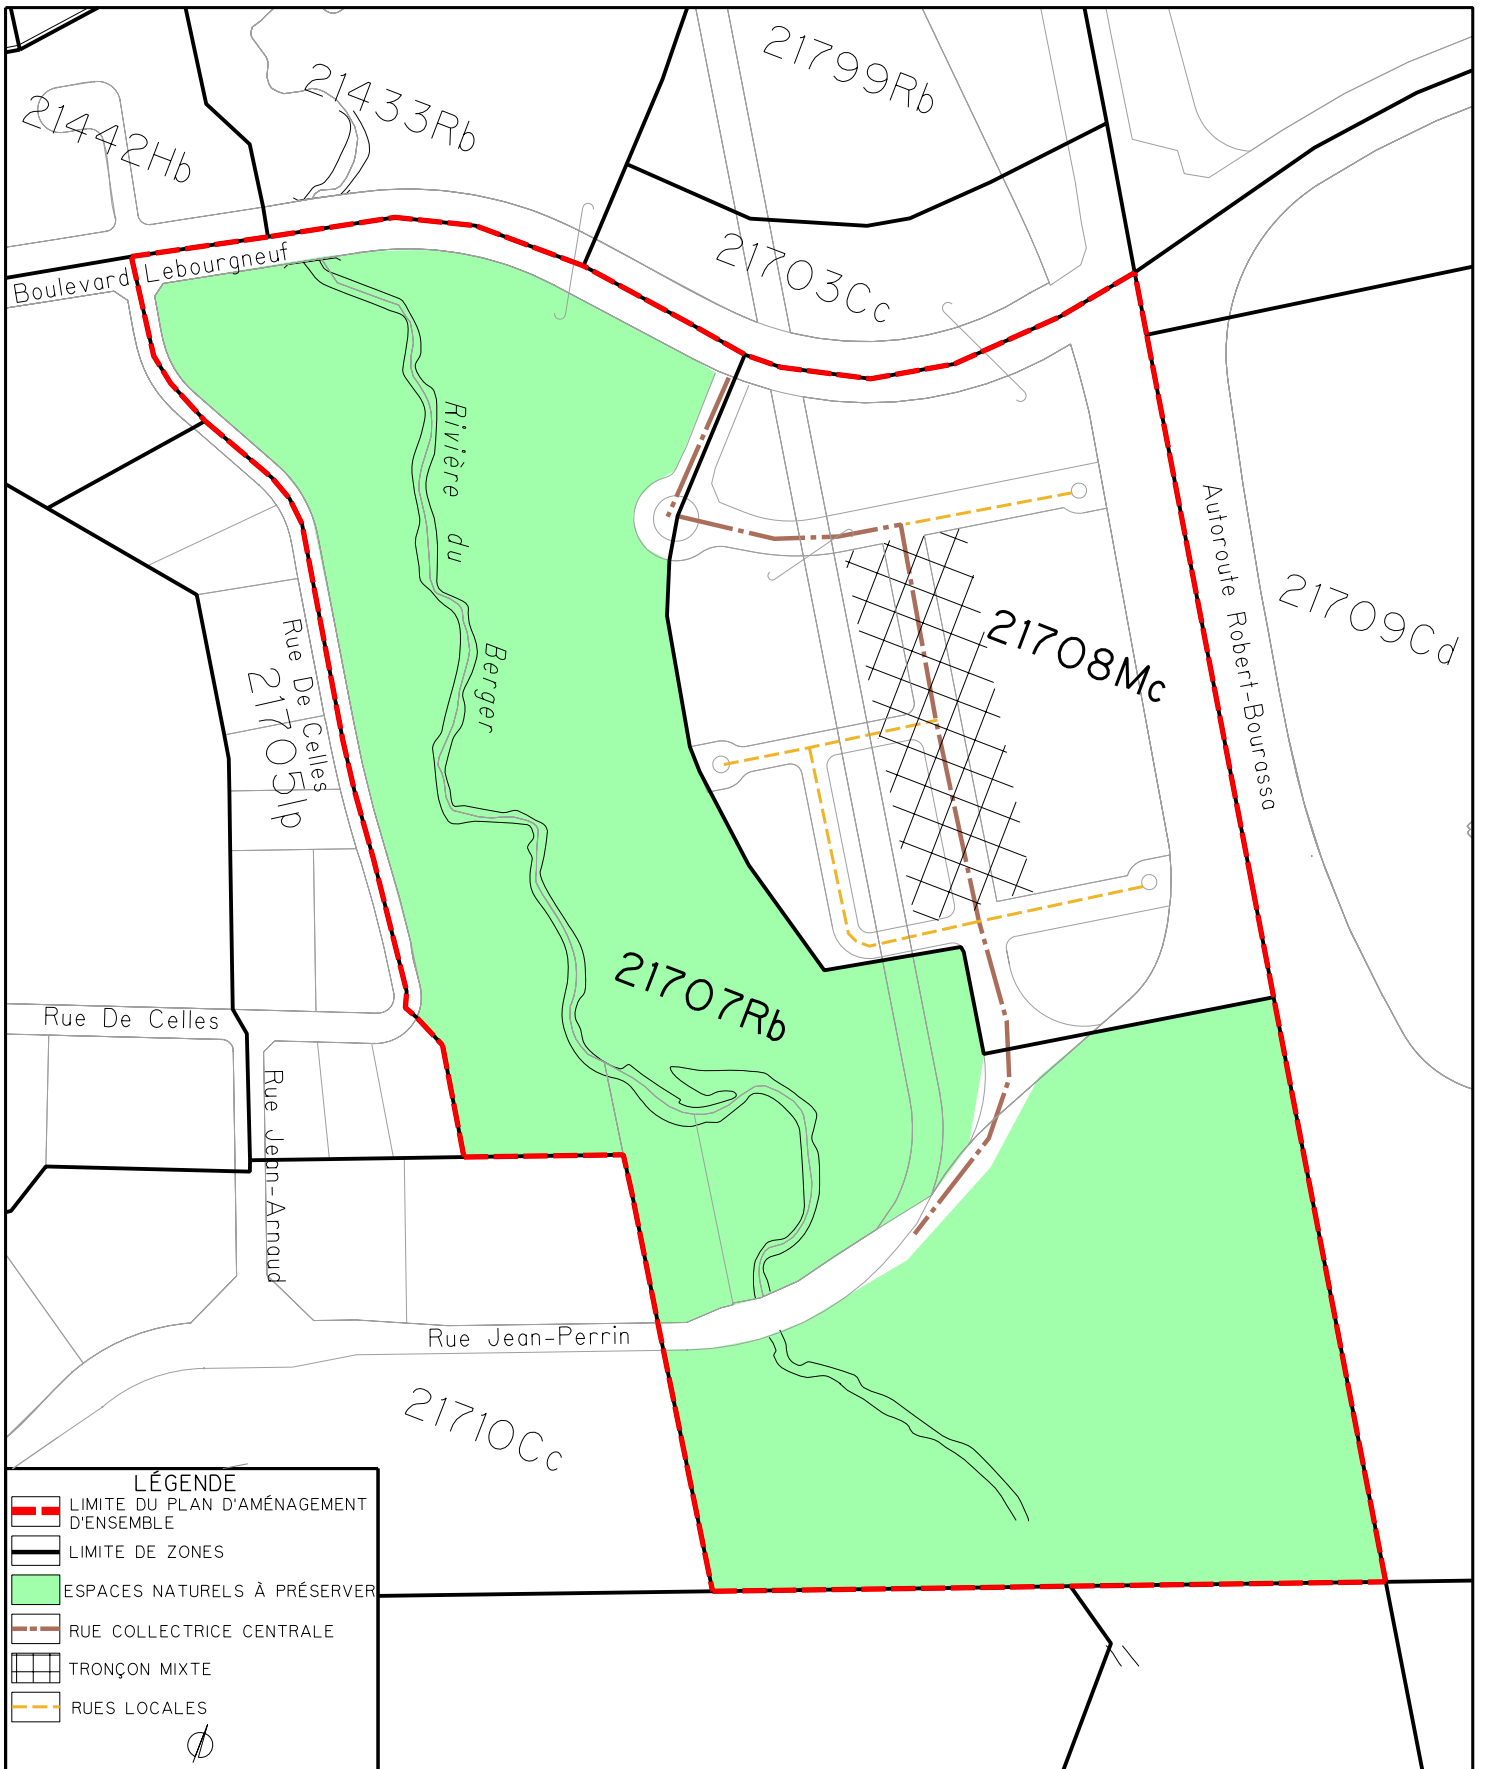 21799Rb
21433Rb
21442Hb
21703Cc
Boulevard Lebourgneuf
Rivière du
Berger
Autoroute Robert-Bourassa
21709Cd
21708Mc
Rue De Celles
21705Ip
21707Rb
Rue De Celles
Rue Jean-Arnaud
Rue Jean-Perrin
21710Cc
LÉGENDE
LIMITE DU PLAN D'AMÉNAGEMENT
D'ENSEMBLE
LIMITE DE ZONES
ESPACES NATURELS À PRÉSERVER
RUE COLLECTRICE CENTRALE
TRONÇON MIXTE
RUES LOCALES